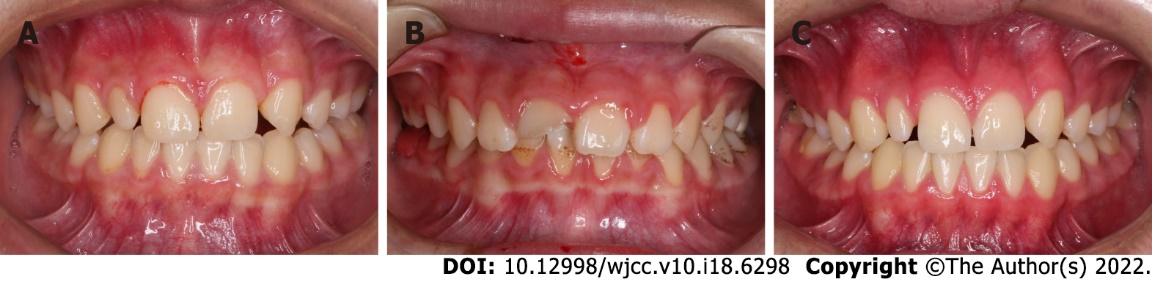 A B C
DOI: 10.12998/wjcc.v10.i18.6298 Copyright ©The Author(s) 2022.